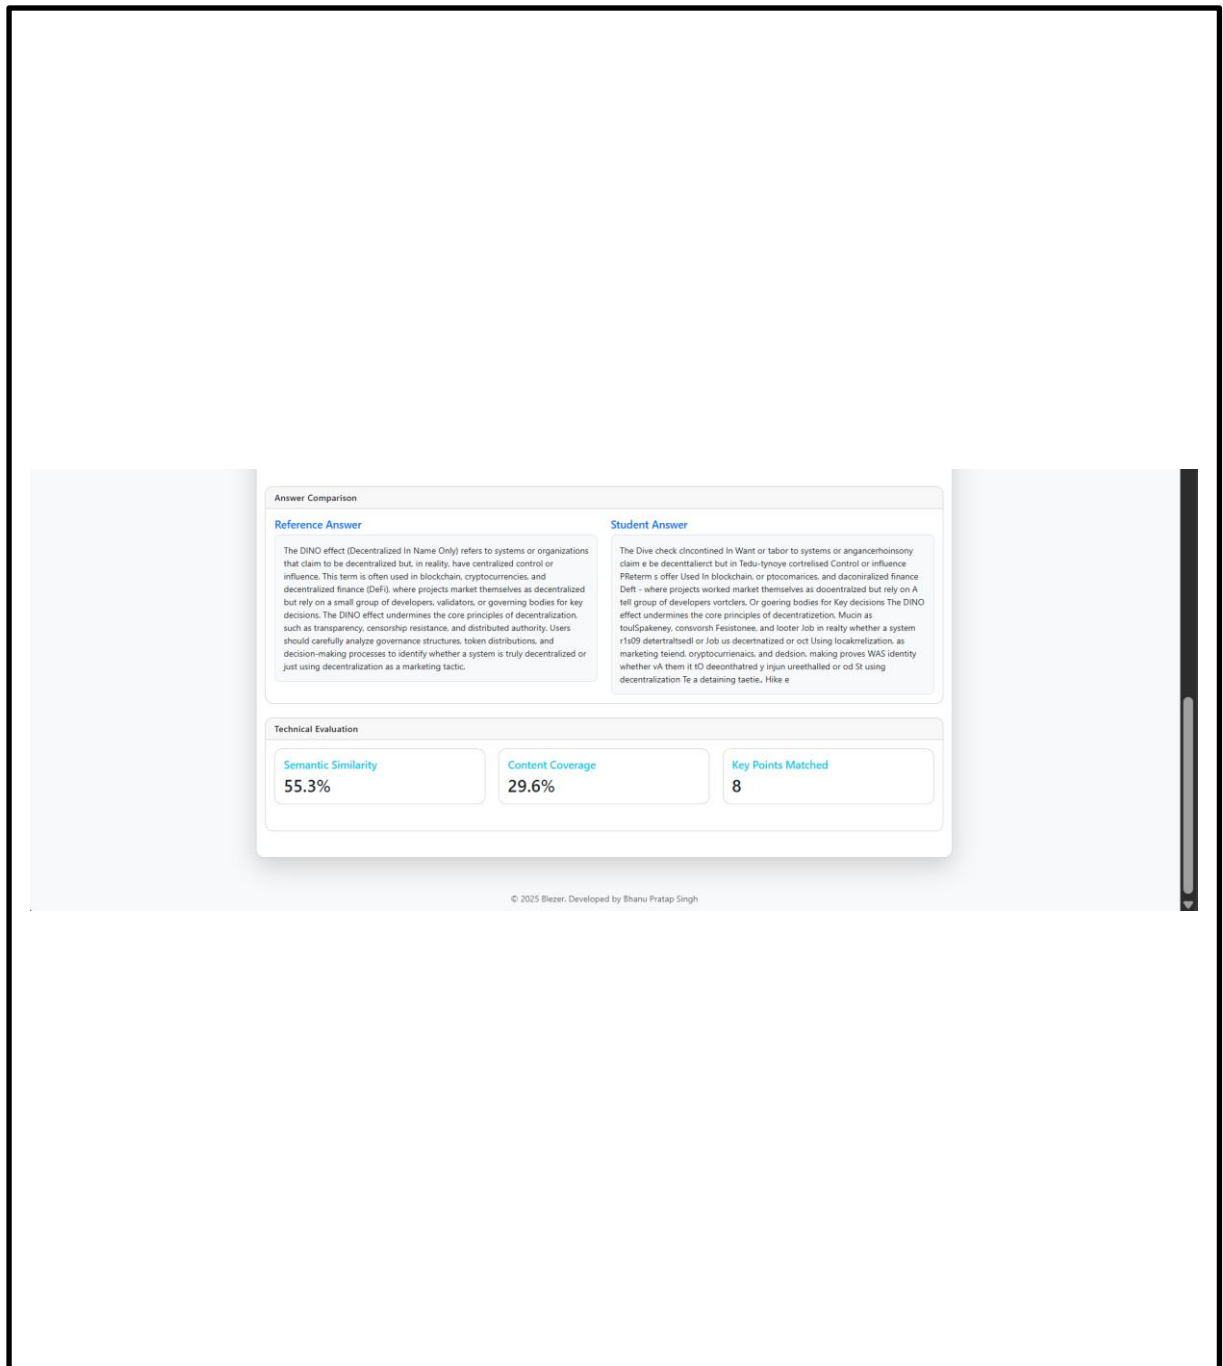 Answer Comparison
Reference Answer
The DINO effect (Decentralized In Name Only) refers to systems or organizations
that claim to be decentralized but, in reality, have centralized control or
influence. This term is often used in blockchain, cryptocurrencies, and
decentralized finance (DeFi), where projects market themselves as decentralized
but rely on a small group of developers, validators, or governing bodies for key
decisions. The DINO effect undermines the core principles of decentralization,
such as transparency, censorship resistance, and distributed authority. Users
should carefully analyze governance structures, token distributions, and
decision-making processes to identify whether a system is truly decentralized or
just using decentralization as a marketing tactic.
Student Answer
The Dive check clncontined In Want or tabor to systems or angancerhoinsony
claim e be decenttalierct but in Tedu-tynoye cortrelised Control or influence
PReterm s offer Used In blockchain, or ptocomarices, and daconiralized finance
Deft - where projects worked market themselves as dooentralzed but rely on A
tell group of developers vortclers, Or goering bodies for Key decisions The DINO
effect undermines the core principles of decentratizetion. Mucin as
toulSpakeney, consvorsh Fesistonee, and looter Job in realty whether a system
r1s09 detertraltsedl or Job us decertnatized or oct Using locakrrelization, as
marketing teiend, oryptocurrienaics, and dedsion, making proves WAS identity
whether vA them it tO deeonthatred y injun ureethalled or od St using
decentralization Te a detaining taetie,. Hike e
Technical Evaluation
Semantic Similarity
55.3%
Content Coverage
29.6%
Key Points Matched
8
© 2025 Blezer. Developed by Bhanu Pratap Singh